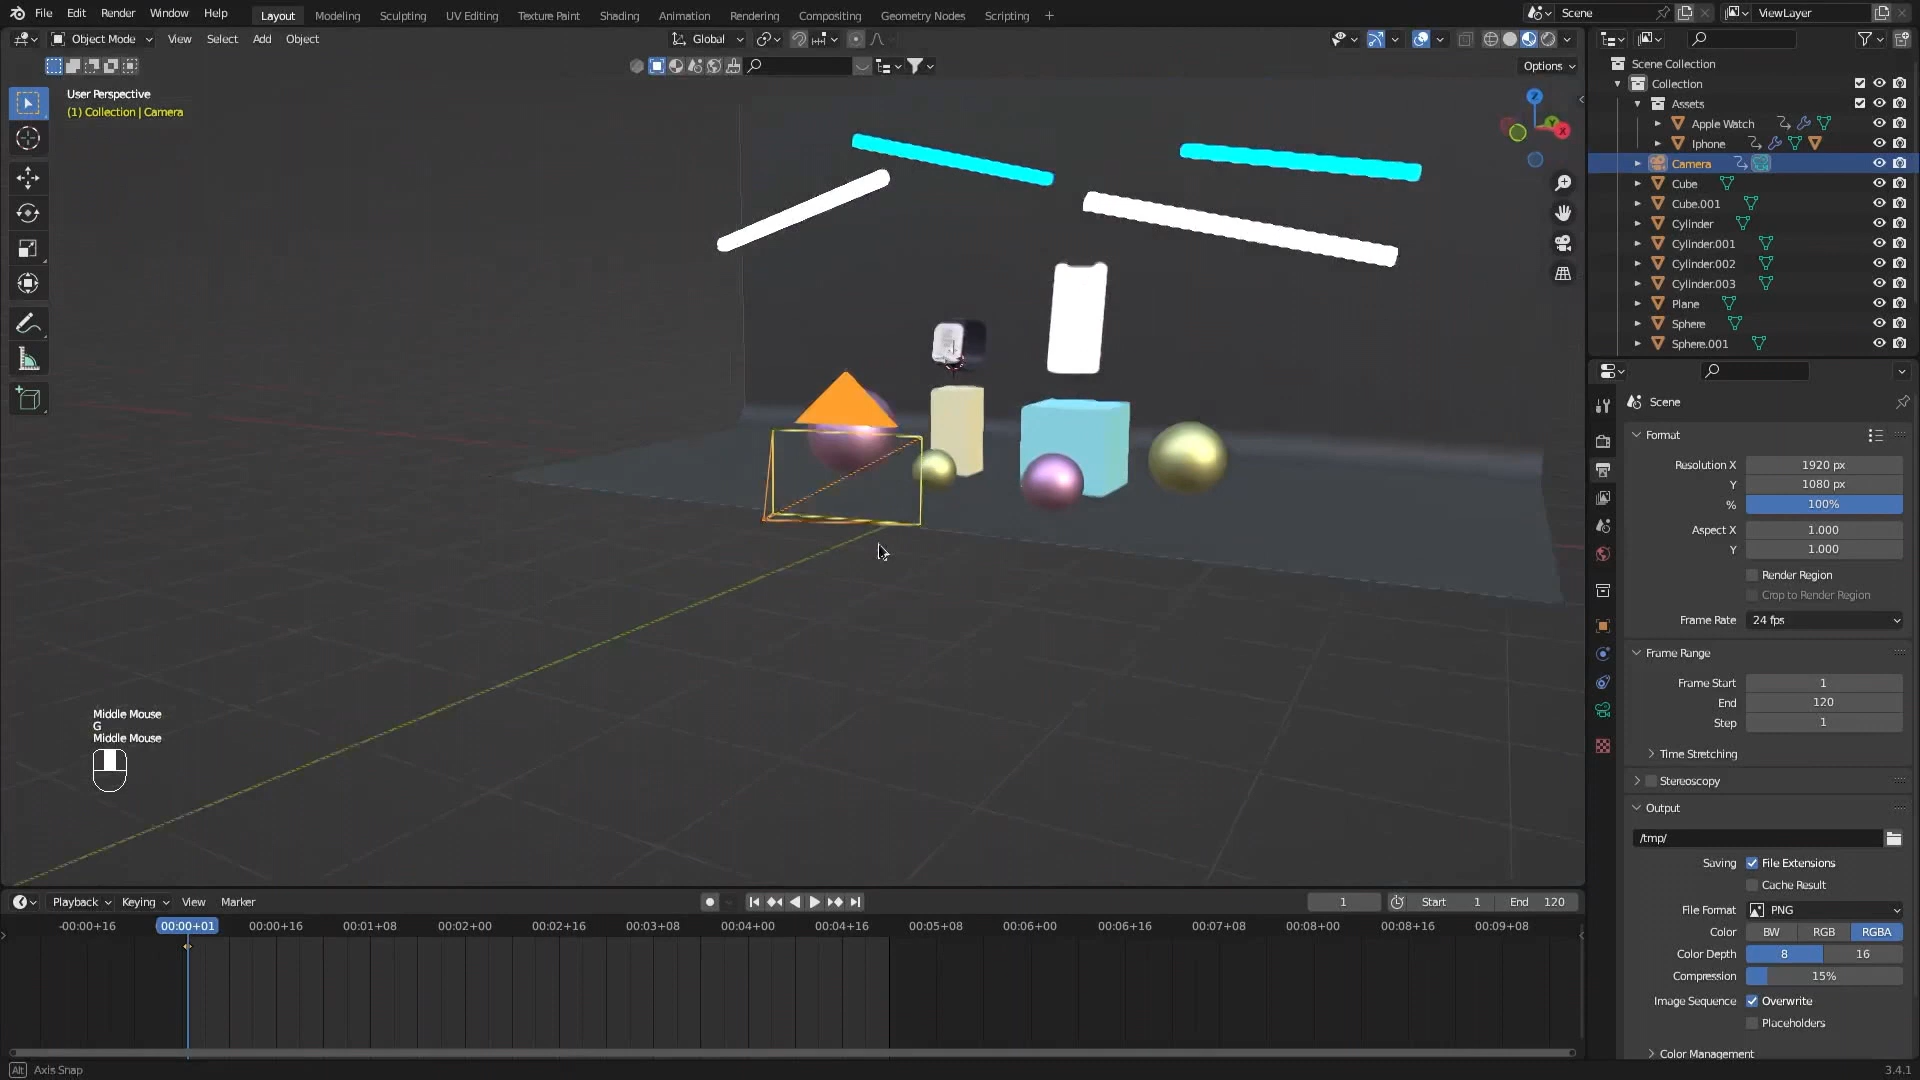 File Edit Render Window Help Layout Modeling Sculpting UV Editing Texture Paint Shading Animation Rendering Compositing Geometry Nodes Scripting + Scene ViewLayer
Object Mode View Select Add Object Global
Options
User Perspective
(1) Collection | Camera
Z
Y
X
Scene Collection
Collection
Assets
Apple Watch
Iphone
Camera
Cube
Cube.001
Cylinder
Cylinder.001
Cylinder.002
Cylinder.003
Plane
Sphere
Sphere.001
Scene
Format
Resolution X 1920 px
Y 1080 px
% 100%
Aspect X 1.000
Y 1.000
Render Region
Crop to Render Region
Frame Rate 24 fps
Frame Range
Frame Start 1
End 120
Step 1
Time Stretching
Stereoscopy
Output
/tmp/
Saving File Extensions
Cache Result
File Format PNG
Color BW RGB RGBA
Color Depth 8 16
Compression 15%
Image Sequence Overwrite
Placeholders
Color Management
Middle Mouse
G
Middle Mouse
Playback Keying View Marker 1 Start 1 End 120
-00:00+16 00:00+01 00:00+16 00:01+08 00:02+00 00:02+16 00:03+08 00:04+00 00:04+16 00:05+08 00:06+00 00:06+16 00:07+08 00:08+00 00:08+16 00:09+08
Alt Axis Snap 3.4.1